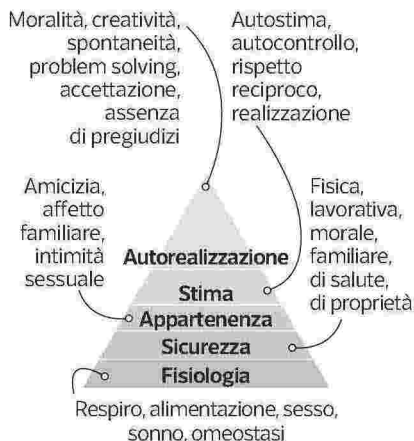 Moralità, creatività,
spontaneità,
problem solving,
accettazione,
assenza
di pregiudizi
Autostima,
autocontrollo,
rispetto
reciproco,
realizzazione
Amicizia,
affetto
familiare,
intimità
sessuale
Fisica,
lavorativa,
morale,
familiare,
di salute,
di proprietà
Autorealizzazione
Stima
Appartenenza
Sicurezza
Fisiologia
Respiro, alimentazione, sesso,
sonno, omeostasi